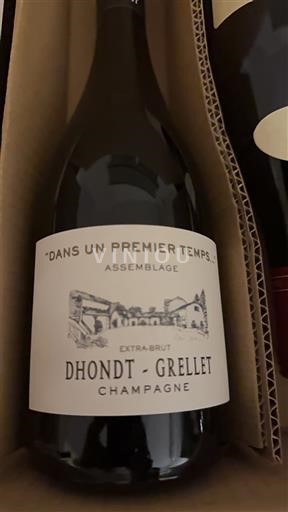 "DANS UN PREMIER TEMPS..."
VINIOU
ASSEMBLAGE
EXTRA-BRUT
DHONDT - GRELLET
CHAMPAGNE